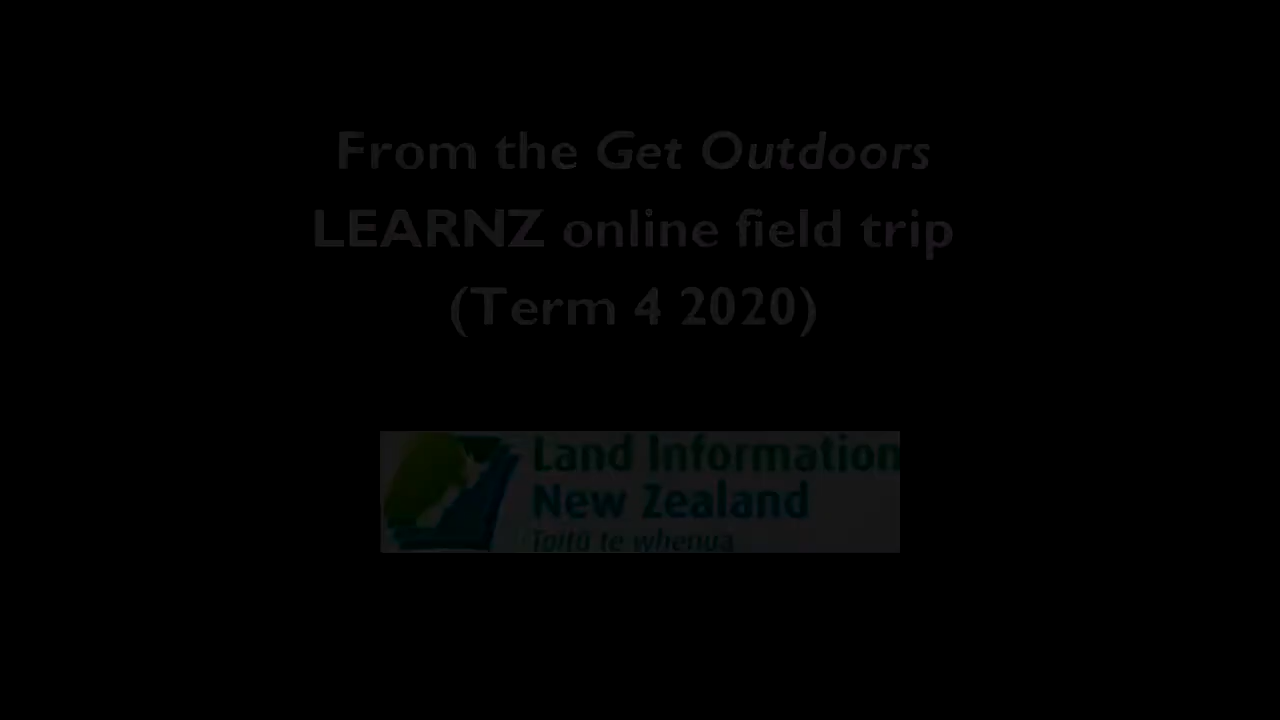 From the Get Outdoors
LEARNZ online field trip
(Term 4 2020)
Land Information
New Zealand
Toitū te whenua